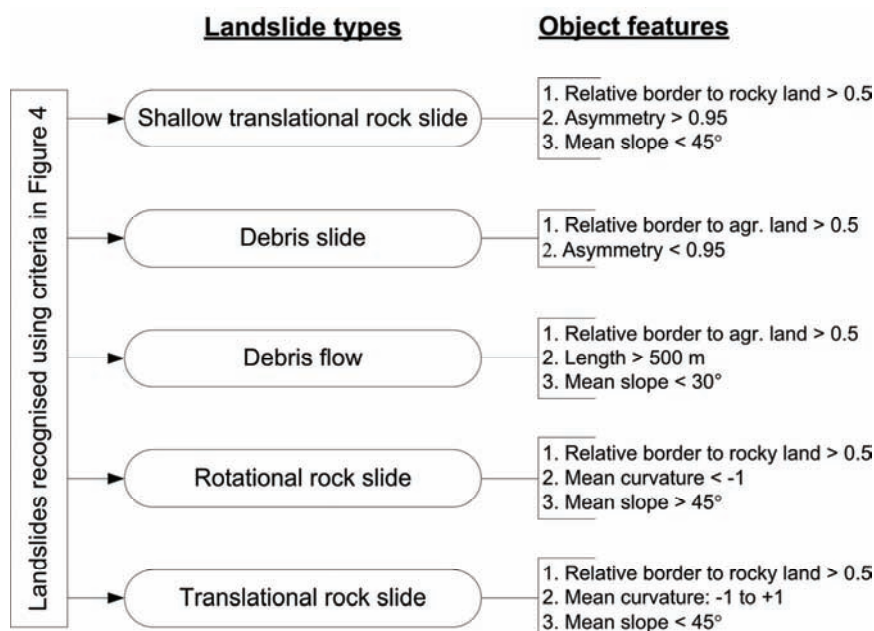 Landslide types
Object features
Landslides recognised using criteria in Figure 4
Shallow translational rock slide
1. Relative border to rocky land > 0.5
2. Asymmetry > 0.95
3. Mean slope < 45°
Debris slide
1. Relative border to agr. land > 0.5
2. Asymmetry < 0.95
Debris flow
1. Relative border to agr. land > 0.5
2. Length > 500 m
3. Mean slope < 30°
Rotational rock slide
1. Relative border to rocky land > 0.5
2. Mean curvature < -1
3. Mean slope > 45°
Translational rock slide
1. Relative border to rocky land > 0.5
2. Mean curvature: -1 to +1
3. Mean slope < 45°